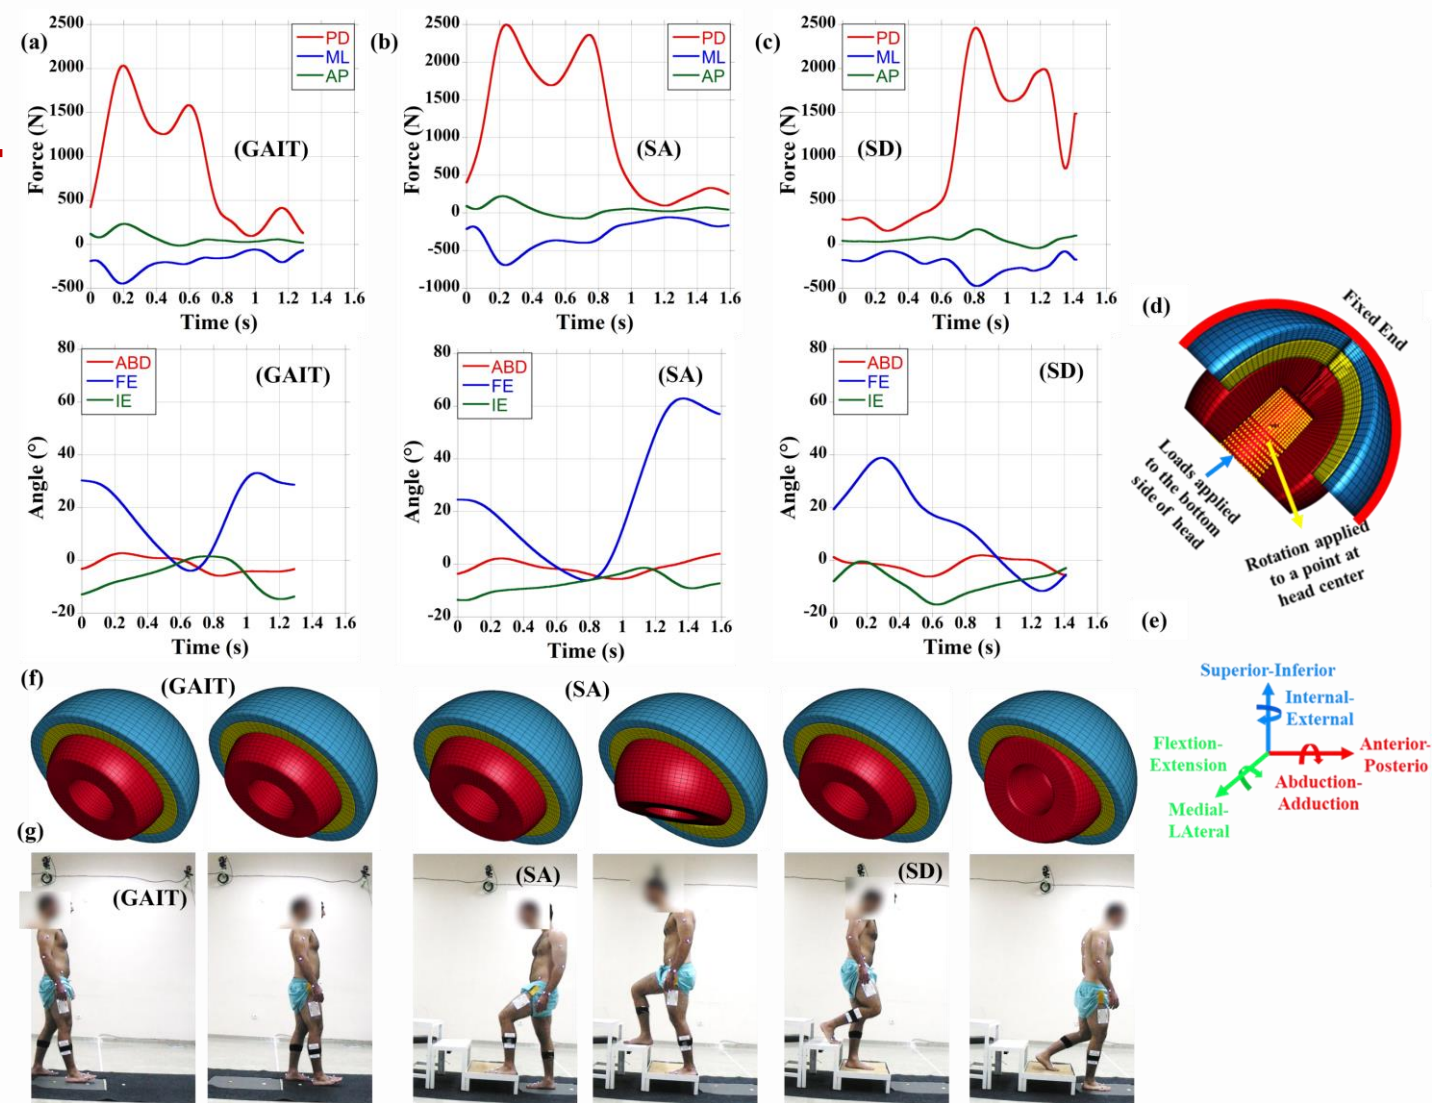 (a)
2500
2000
1500
1000
500
0
-500
Force (N)
PD
ML
AP
(GAIT)
0 0.2 0.4 0.6 0.8 1 1.2 1.4 1.6
Time (s)
(b)
2500
2000
1500
1000
500
0
-500
-1000
Force (N)
PD
ML
AP
(SA)
0 0.2 0.4 0.6 0.8 1 1.2 1.4 1.6
Time (s)
(c)
2500
2000
1500
1000
500
0
-500
Force (N)
PD
ML
AP
(SD)
0 0.2 0.4 0.6 0.8 1 1.2 1.4 1.6
Time (s)
80
60
40
20
0
-20
Angle (°)
ABD
FE
IE
(GAIT)
0 0.2 0.4 0.6 0.8 1 1.2 1.4 1.6
Time (s)
80
60
40
20
0
-20
Angle (°)
ABD
FE
IE
(SA)
0 0.2 0.4 0.6 0.8 1 1.2 1.4 1.6
Time (s)
80
60
40
20
0
-20
Angle (°)
ABD
FE
IE
(SD)
0 0.2 0.4 0.6 0.8 1 1.2 1.4 1.6
Time (s)
(d)
Fixed End
Loads applied
to the bottom
side of head
Rotation applied
to a point at
head center
(e)
Superior-Inferior
Internal-
External
Flextion-
Extension
Anterior-
Posterio
Abduction-
Adduction
Medial-
LAteral
(f)
(GAIT)
(SA)
(g)
(GAIT)
(SA)
(SD)